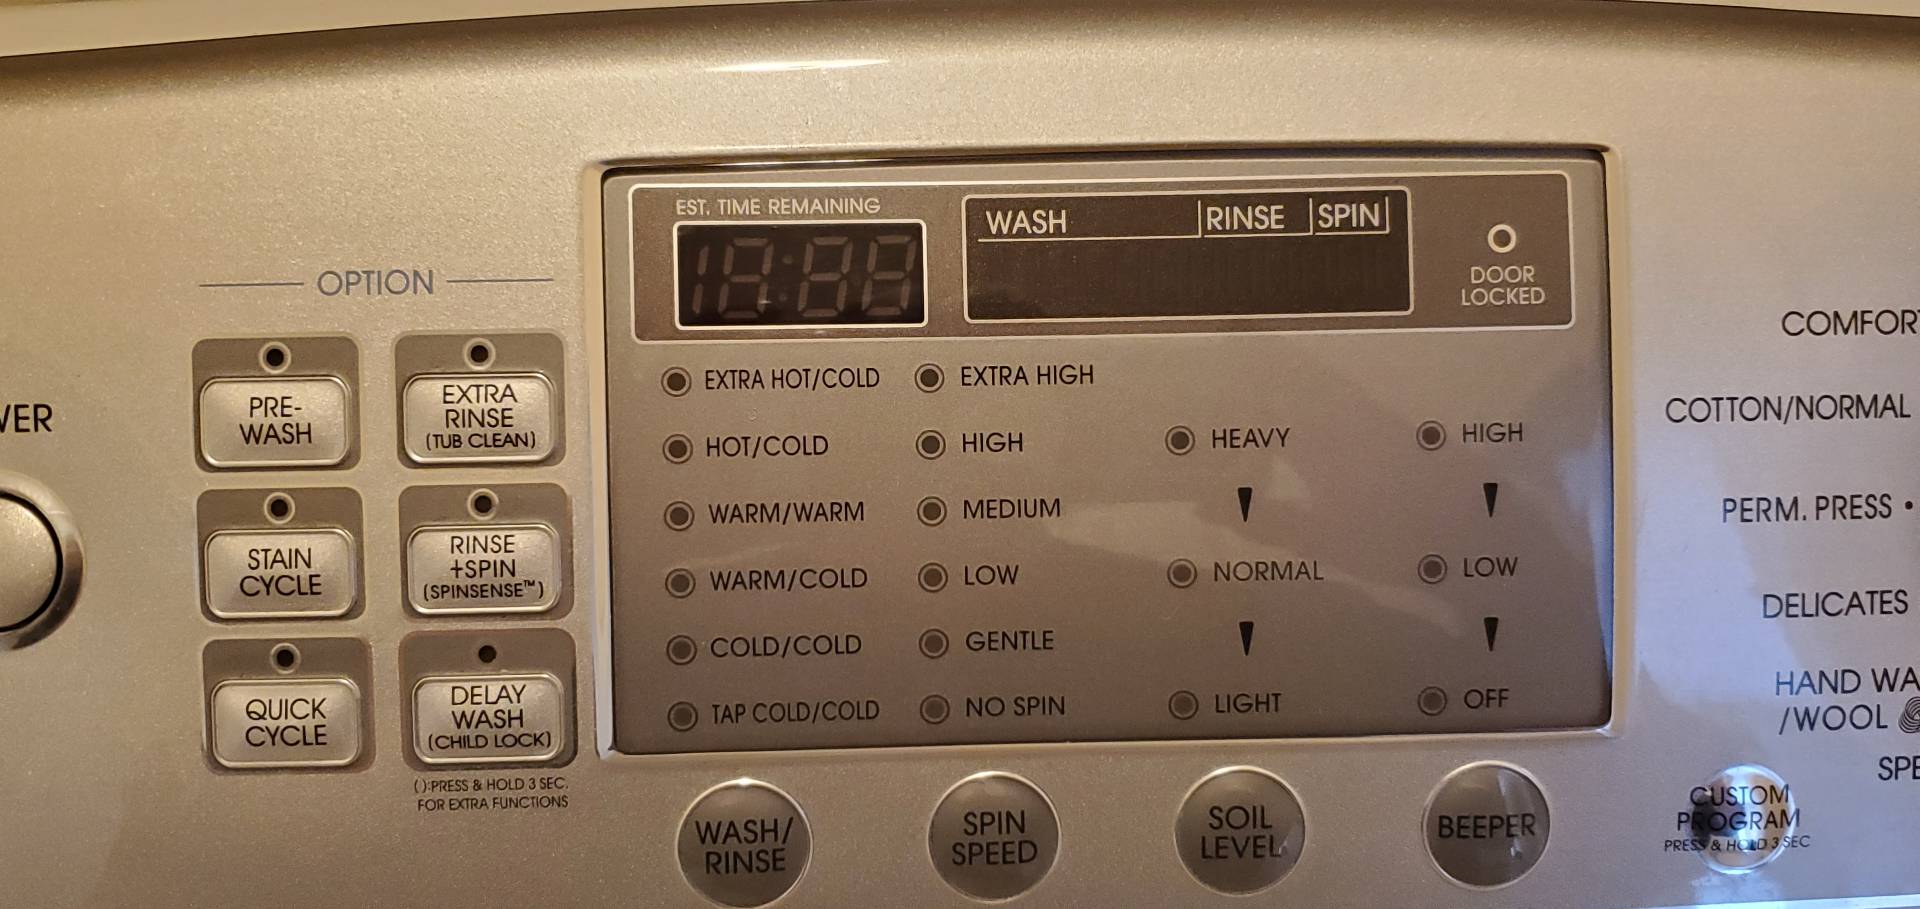 OPTION
PRE-
WASH
EXTRA
RINSE
(TUB CLEAN)
STAIN
CYCLE
RINSE
+SPIN
(SPINSENSE™)
QUICK
CYCLE
DELAY
WASH
(CHILD LOCK)
( ):PRESS & HOLD 3 SEC.
FOR EXTRA FUNCTIONS
EST. TIME REMAINING
WASH RINSE SPIN
DOOR
LOCKED
EXTRA HOT/COLD
HOT/COLD
WARM/WARM
WARM/COLD
COLD/COLD
TAP COLD/COLD
EXTRA HIGH
HIGH
MEDIUM
LOW
GENTLE
NO SPIN
HEAVY
NORMAL
LIGHT
HIGH
LOW
OFF
WASH/
RINSE
SPIN
SPEED
SOIL
LEVEL
BEEPER
CUSTOM
PROGRAM
PRESS & HOLD 3 SEC
COTTON/NORMAL
PERM. PRESS •
DELICATES
HAND
/WOOL